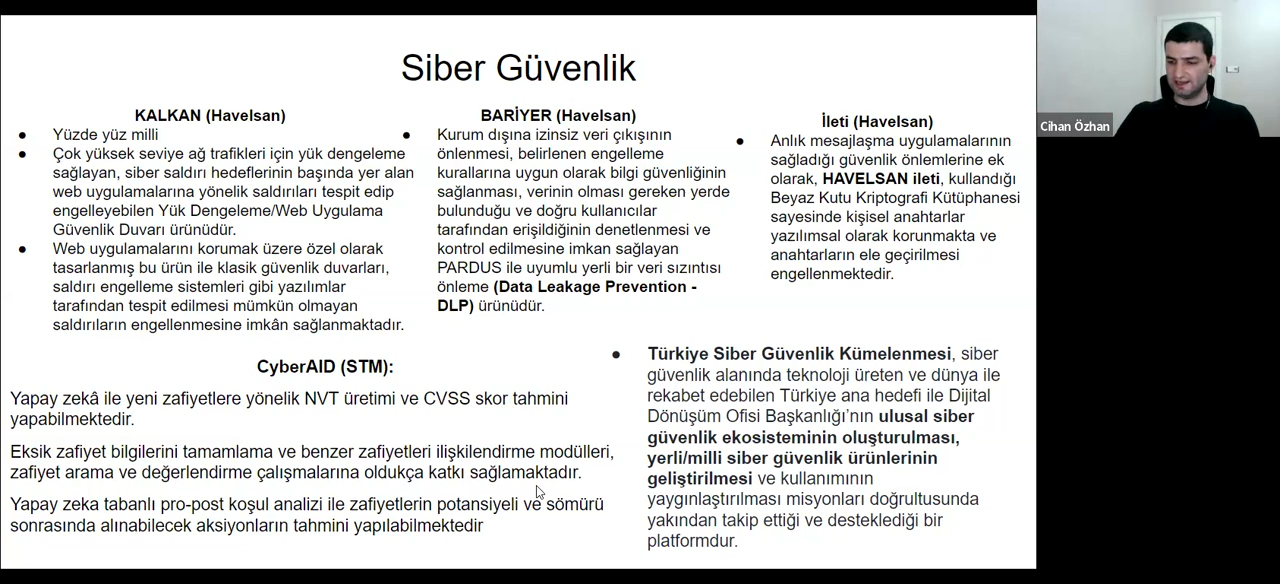 Siber Güvenlik
KALKAN (Havelsan)
● Yüzde yüz milli
● Çok yüksek seviye ağ trafikleri için yük dengeleme
sağlayan, siber saldırı hedeflerinin başında yer alan
web uygulamalarına yönelik saldırıları tespit edip
engelleyebilen Yük Dengeleme/Web Uygulama
Güvenlik Duvarı ürünüdür.
● Web uygulamalarını korumak üzere özel olarak
tasarlanmış bu ürün ile klasik güvenlik duvarları,
saldırı engelleme sistemleri gibi yazılımlar
tarafından tespit edilmesi mümkün olmayan
saldırıların engellenmesine imkân sağlanmaktadır.
BARİYER (Havelsan)
● Kurum dışına izinsiz veri çıkışının
önlenmesi, belirlenen engelleme
kurallarına uygun olarak bilgi güvenliğinin
sağlanması, verinin olması gereken yerde
bulunduğu ve doğru kullanıcılar
tarafından erişildiğinin denetlenmesi ve
kontrol edilmesine imkan sağlayan
PARDUS ile uyumlu yerli bir veri sızıntısı
önleme (Data Leakage Prevention -
DLP) ürünüdür.
İleti (Havelsan)
● Anlık mesajlaşma uygulamalarının
sağladığı güvenlik önlemlerine ek
olarak, HAVELSAN ileti, kullandığı
Beyaz Kutu Kriptografi Kütüphanesi
sayesinde kişisel anahtarlar
yazılımsal olarak korunmakta ve
anahtarların ele geçirilmesi
engellenmektedir.
CyberAID (STM):
Yapay zekâ ile yeni zafiyetlere yönelik NVT üretimi ve CVSS skor tahmini
yapabilmektedir.
Eksik zafiyet bilgilerini tamamlama ve benzer zafiyetleri ilişkilendirme modülleri,
zafiyet arama ve değerlendirme çalışmalarına oldukça katkı sağlamaktadır.
Yapay zeka tabanlı pro-post koşul analizi ile zafiyetlerin potansiyeli ve sömürü
sonrasında alınabilecek aksiyonların tahmini yapılabilmektedir
● Türkiye Siber Güvenlik Kümelenmesi, siber
güvenlik alanında teknoloji üreten ve dünya ile
rekabet edebilen Türkiye ana hedefi ile Dijital
Dönüşüm Ofisi Başkanlığı’nın ulusal siber
güvenlik ekosisteminin oluşturulması,
yerli/milli siber güvenlik ürünlerinin
geliştirilmesi ve kullanımının
yaygınlaştırılması misyonları doğrultusunda
yakından takip ettiği ve desteklediği bir
platformdur.
Cihan Özhan